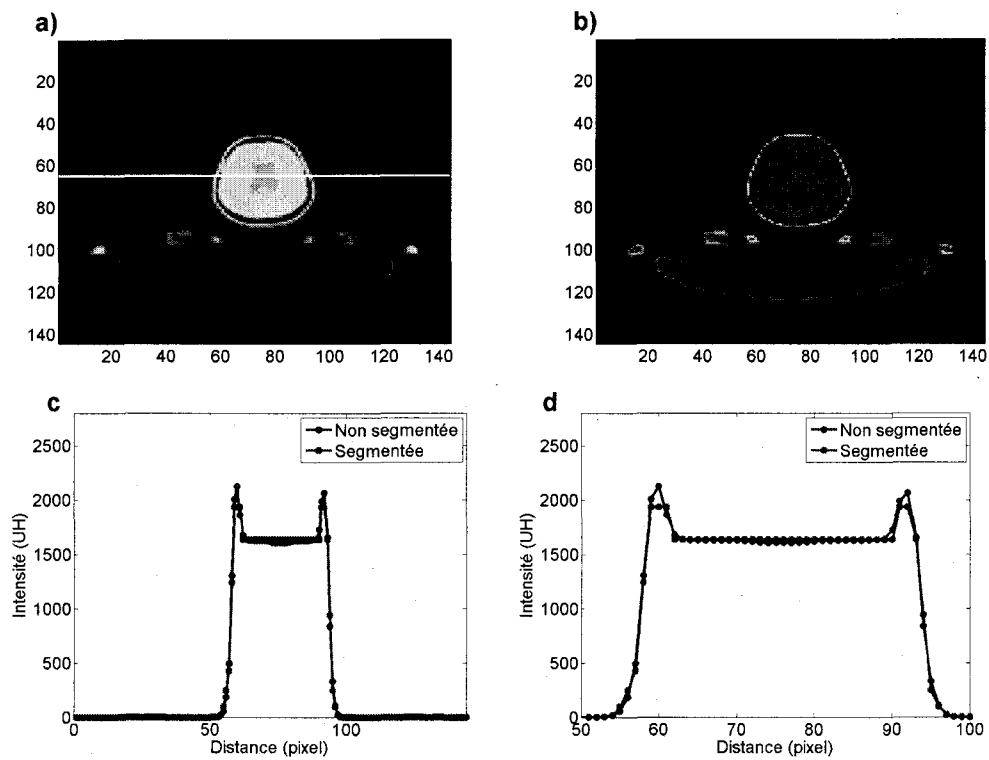 a)
20
40
60
80
100
120
140
20 40 60 80 100 120 140
b)
20
40
60
80
100
120
140
20 40 60 80 100 120 140
c
Non segmentée
Segmentée
2500
2000
1500
1000
500
0
Intensité (UH)
0 50 100
Distance (pixel)
d
Non segmentée
Segmentée
2500
2000
1500
1000
500
0
Intensité (UH)
50 60 70 80 90 100
Distance (pixel)